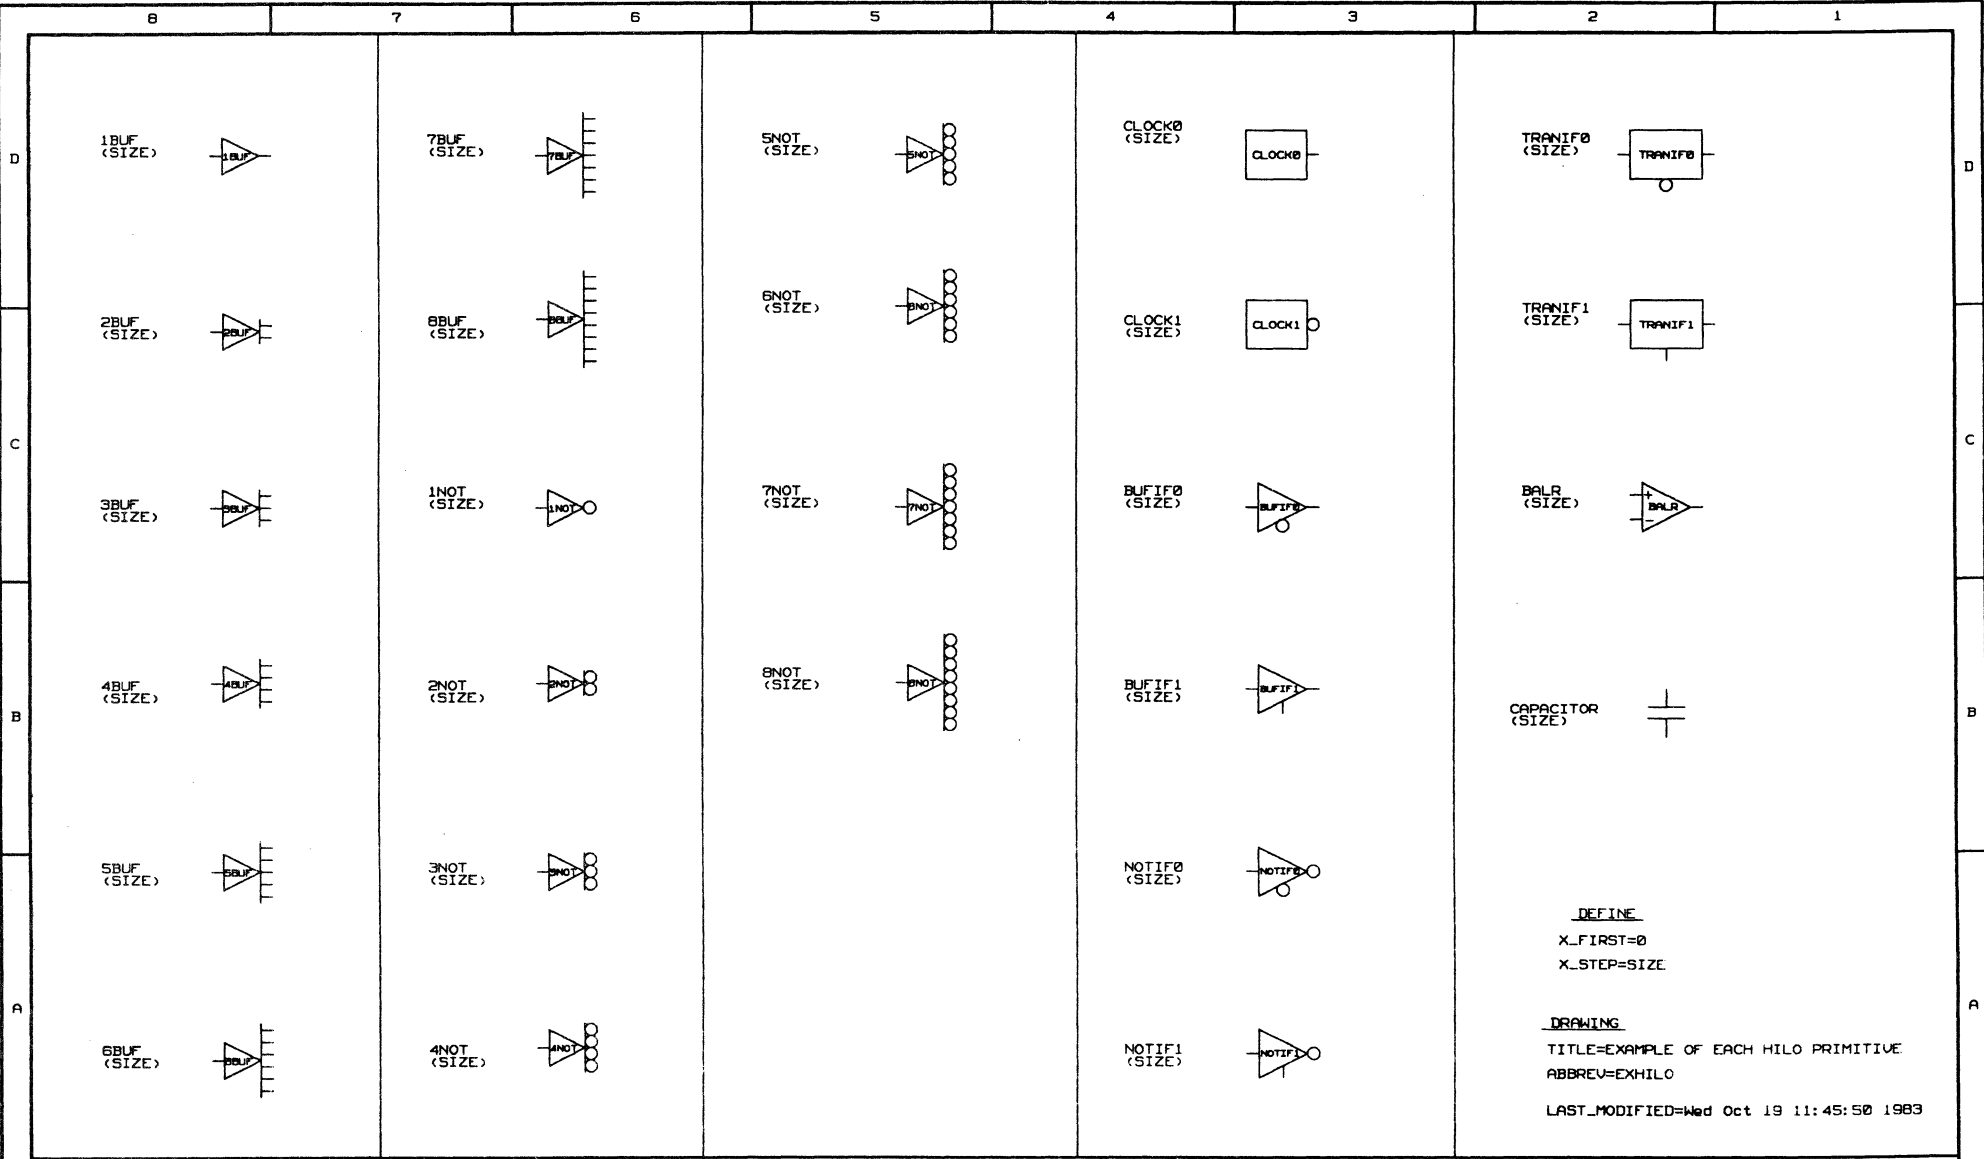 8 7 6 5 4 3 2 1
D
D
C
C
B
B
A
A
1BUF
(SIZE)
1BUF
2BUF
(SIZE)
2BUF
3BUF
(SIZE)
3BUF
4BUF
(SIZE)
4BUF
5BUF
(SIZE)
5BUF
6BUF
(SIZE)
6BUF
7BUF
(SIZE)
7BUF
8BUF
(SIZE)
8BUF
1NOT
(SIZE)
1NOT
2NOT
(SIZE)
2NOT
3NOT
(SIZE)
3NOT
4NOT
(SIZE)
4NOT
5NOT
(SIZE)
5NOT
6NOT
(SIZE)
6NOT
7NOT
(SIZE)
7NOT
8NOT
(SIZE)
8NOT
CLOCK0
(SIZE)
CLOCK0
CLOCK1
(SIZE)
CLOCK1
BUFIF0
(SIZE)
BUFIF0
BUFIF1
(SIZE)
BUFIF1
NOTIF0
(SIZE)
NOTIF0
NOTIF1
(SIZE)
NOTIF1
TRANIF0
(SIZE)
TRANIF0
TRANIF1
(SIZE)
TRANIF1
BALR
(SIZE)
+
BALR
-
CAPACITOR
(SIZE)
DEFINE
X_FIRST=0
X_STEP=SIZE
DRAWING
TITLE=EXAMPLE OF EACH HILO PRIMITIVE
ABBREV=EXHILO
LAST_MODIFIED=Wed Oct 19 11:45:50 1983